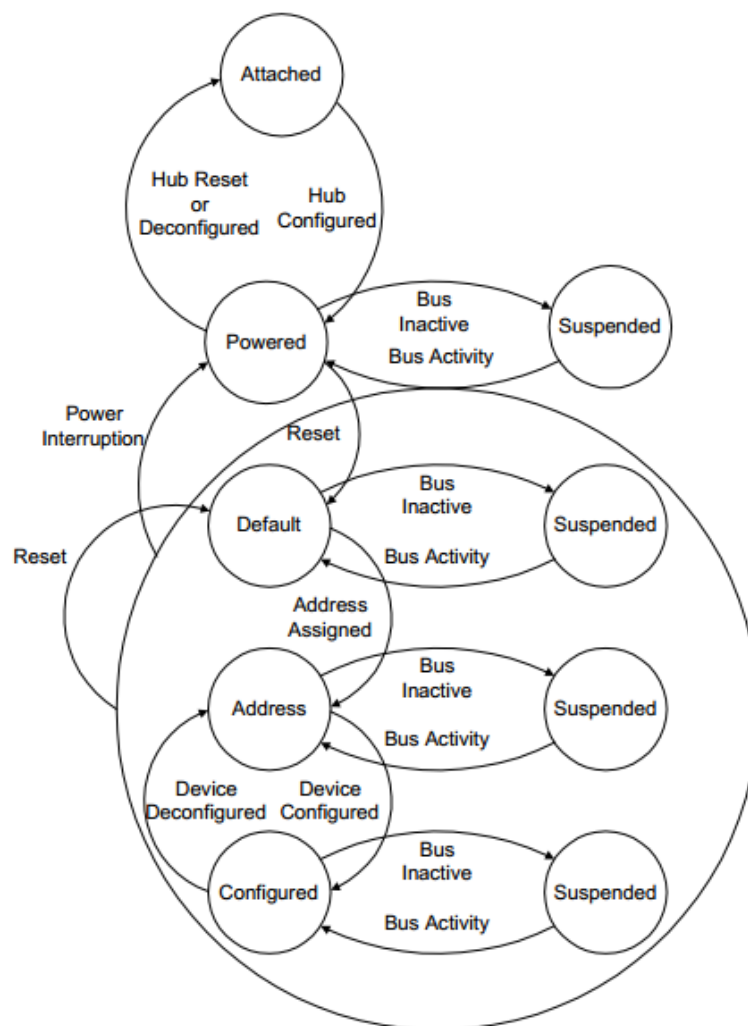 Attached
Hub Reset
or
Deconfigured
Hub
Configured
Powered
Bus
Inactive
Bus Activity
Suspended
Power
Interruption
Reset
Default
Bus
Inactive
Bus Activity
Suspended
Reset
Address
Assigned
Address
Bus
Inactive
Bus Activity
Suspended
Device
Deconfigured
Device
Configured
Configured
Bus
Inactive
Bus Activity
Suspended